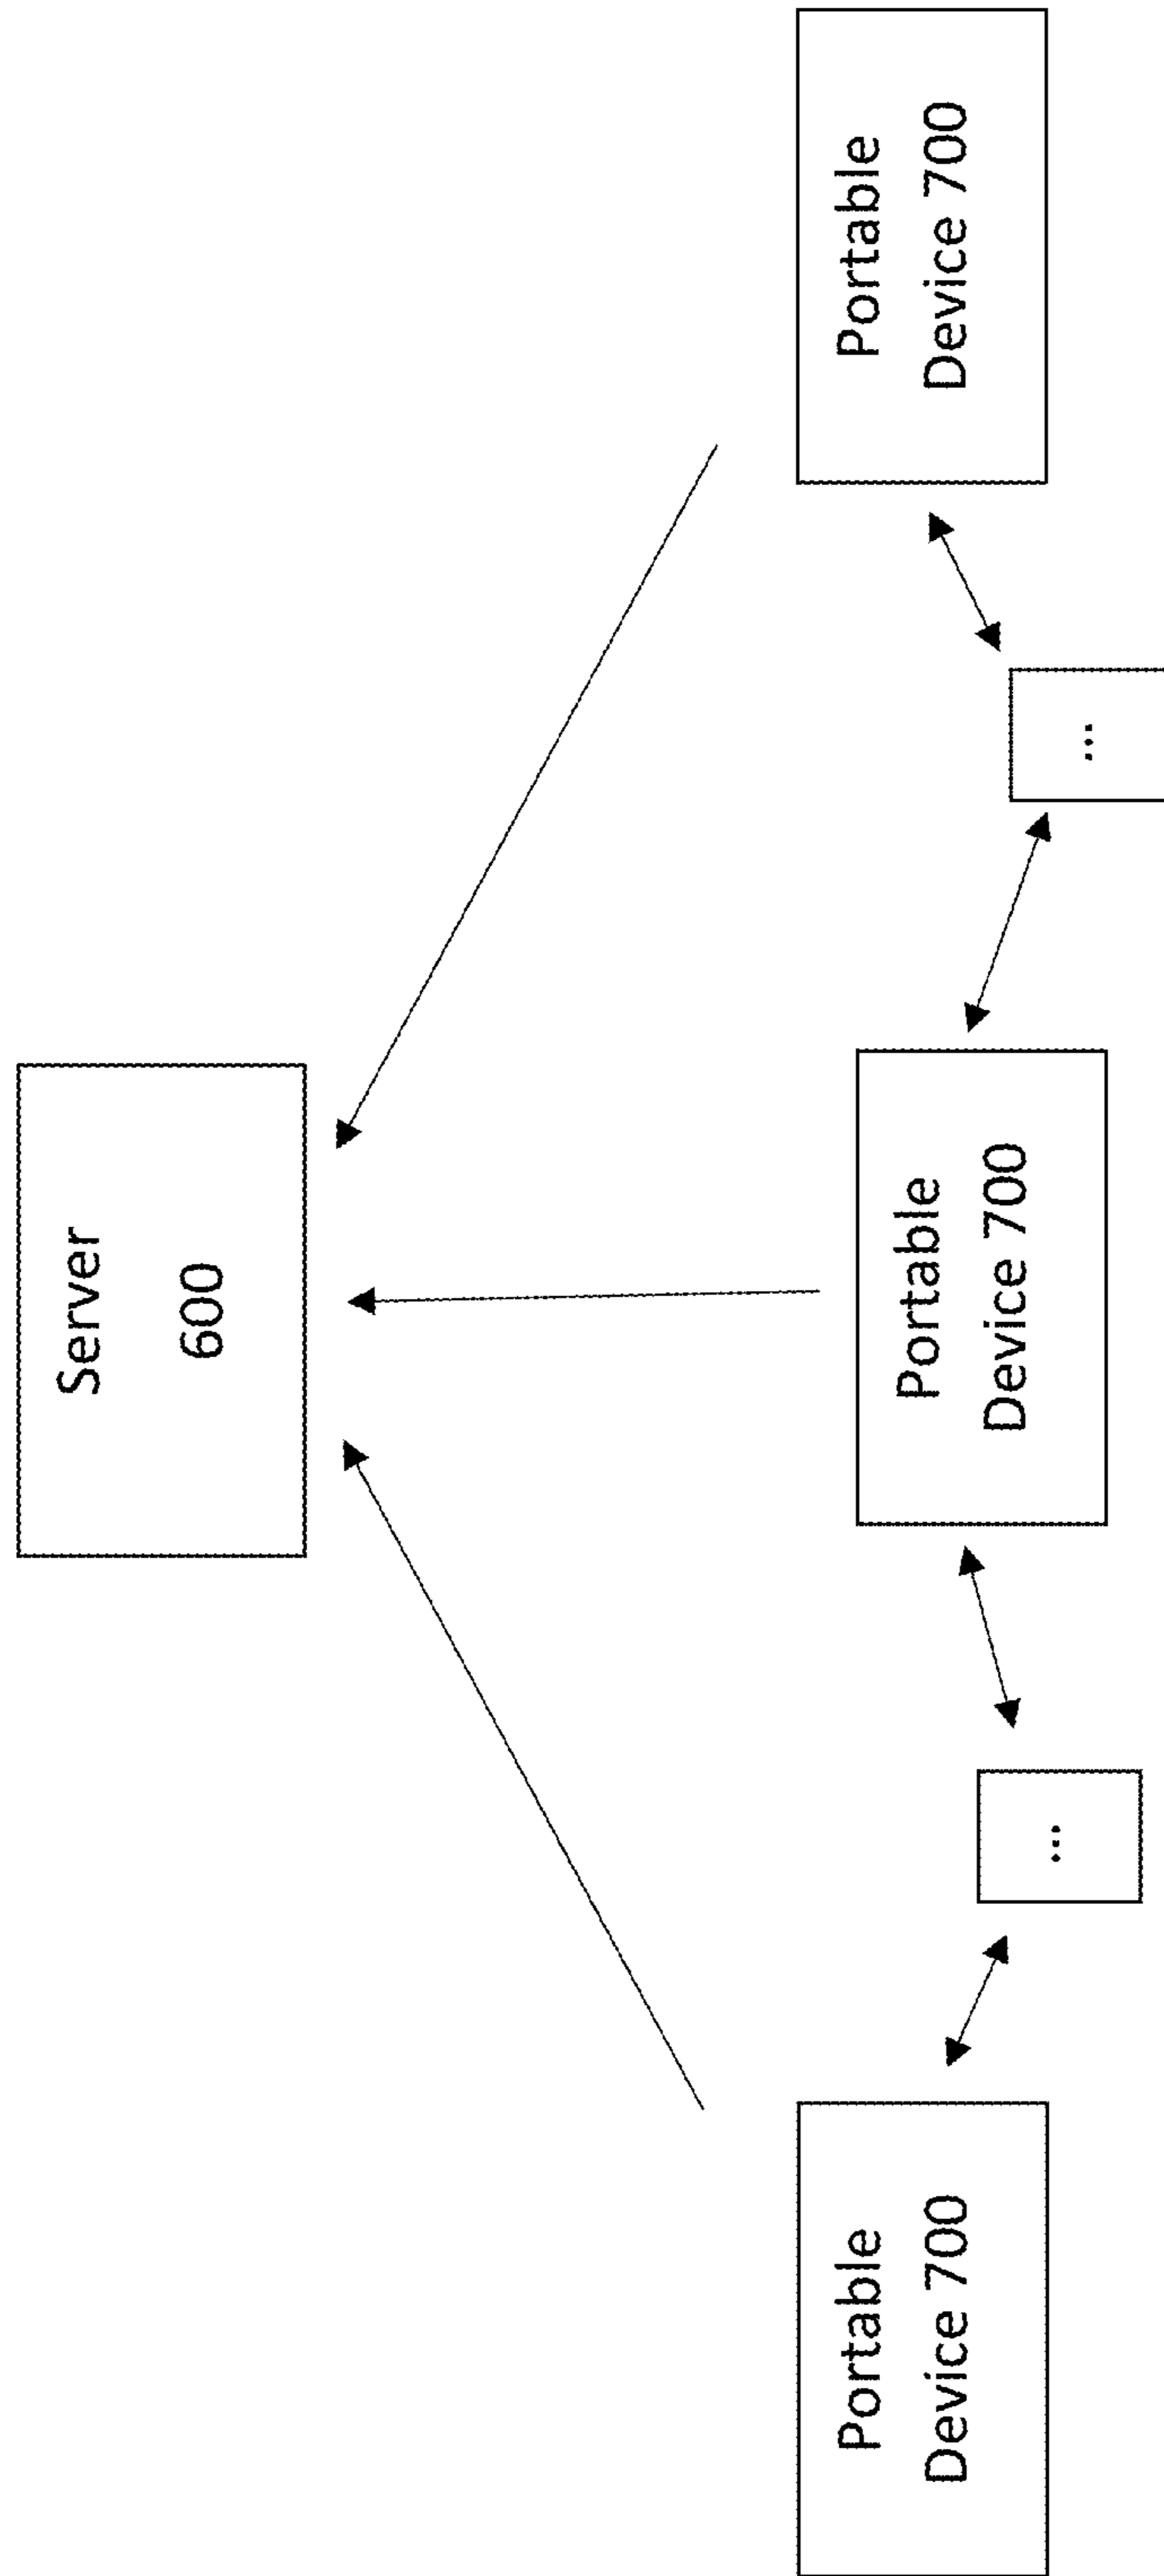 Server
600
Portable
Device 700
...
Portable
Device 700
...
Portable
Device 700